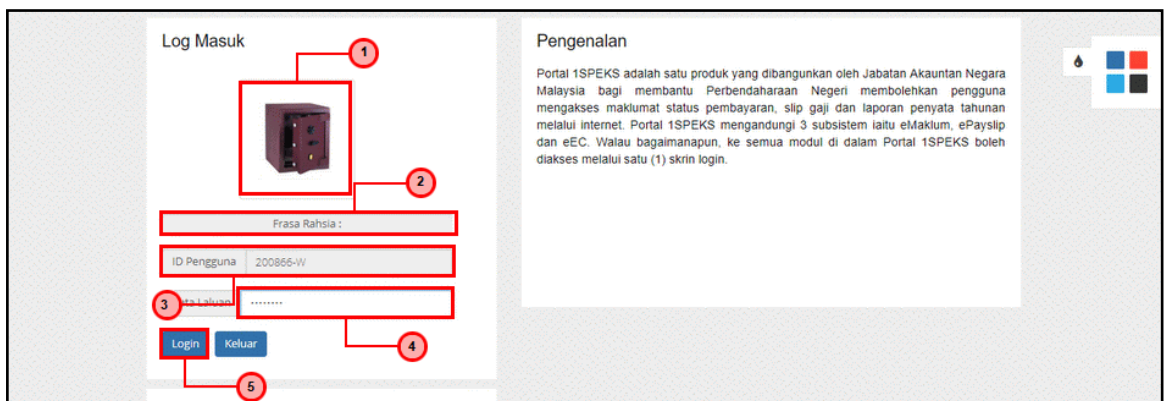 Log Masuk
1
2
Frasa Rahsia :
ID Pengguna 200866-W
3
ta Laluan ········
4
Login Keluar
5
Pengenalan
Portal 1SPEKS adalah satu produk yang dibangunkan oleh Jabatan Akauntan Negara
Malaysia bagi membantu Perbendaharaan Negeri membolehkan pengguna
mengakses maklumat status pembayaran, slip gaji dan laporan penyata tahunan
melalui internet. Portal 1SPEKS mengandungi 3 subsistem iaitu eMaklum, ePayslip
dan eEC. Walau bagaimanapun, ke semua modul di dalam Portal 1SPEKS boleh
diakses melalui satu (1) skrin login.